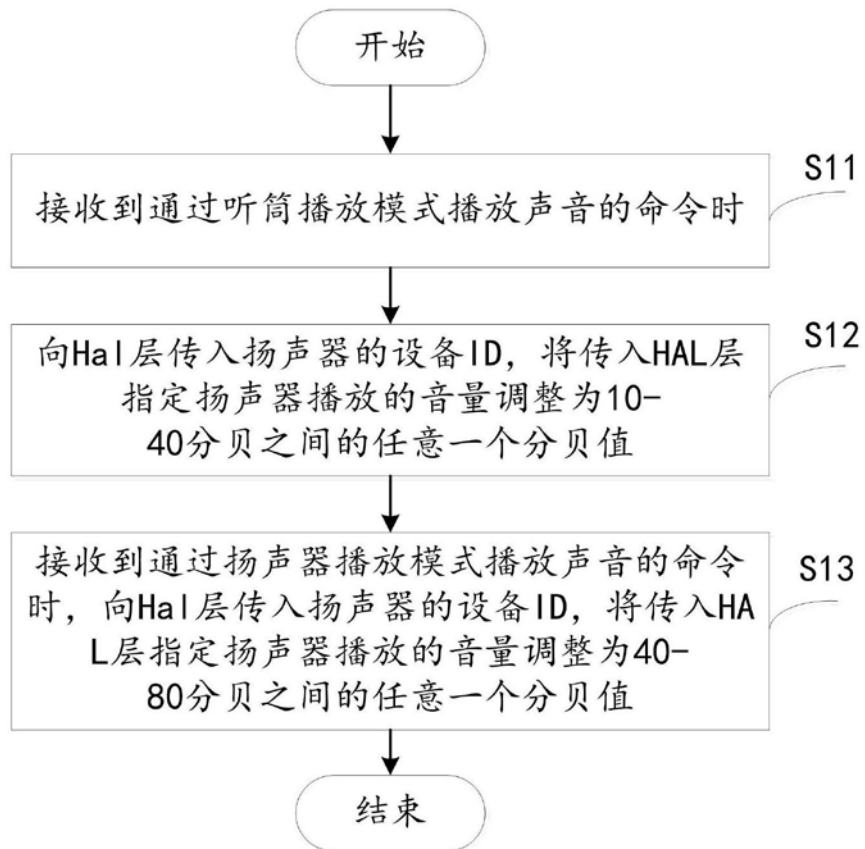 开始
S11
接收到通过听筒播放模式播放声音的命令时
S12
向Hal层传入扬声器的设备ID，将传入HAL层
指定扬声器播放的音量调整为10-
40分贝之间的任意一个分贝值
S13
接收到通过扬声器播放模式播放声音的命令
时，向Hal层传入扬声器的设备ID，将传入HA
L层指定扬声器播放的音量调整为40-
80分贝之间的任意一个分贝值
结束